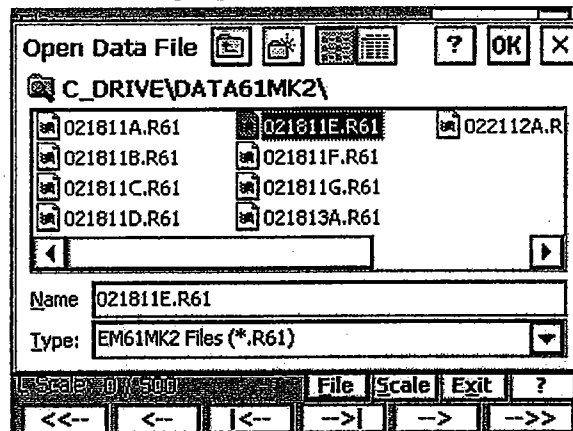 Open Data File ? OK ×
C_DRIVE\DATA61MK2\
021811A.R61 021811E.R61 022112A.R
021811B.R61 021811F.R61
021811C.R61 021811G.R61
021811D.R61 021813A.R61
Name 021811E.R61
Type: EM61MK2 Files (*.R61)
File Scale Exit ?
<<-- <-- |<-- -->| --> -->>